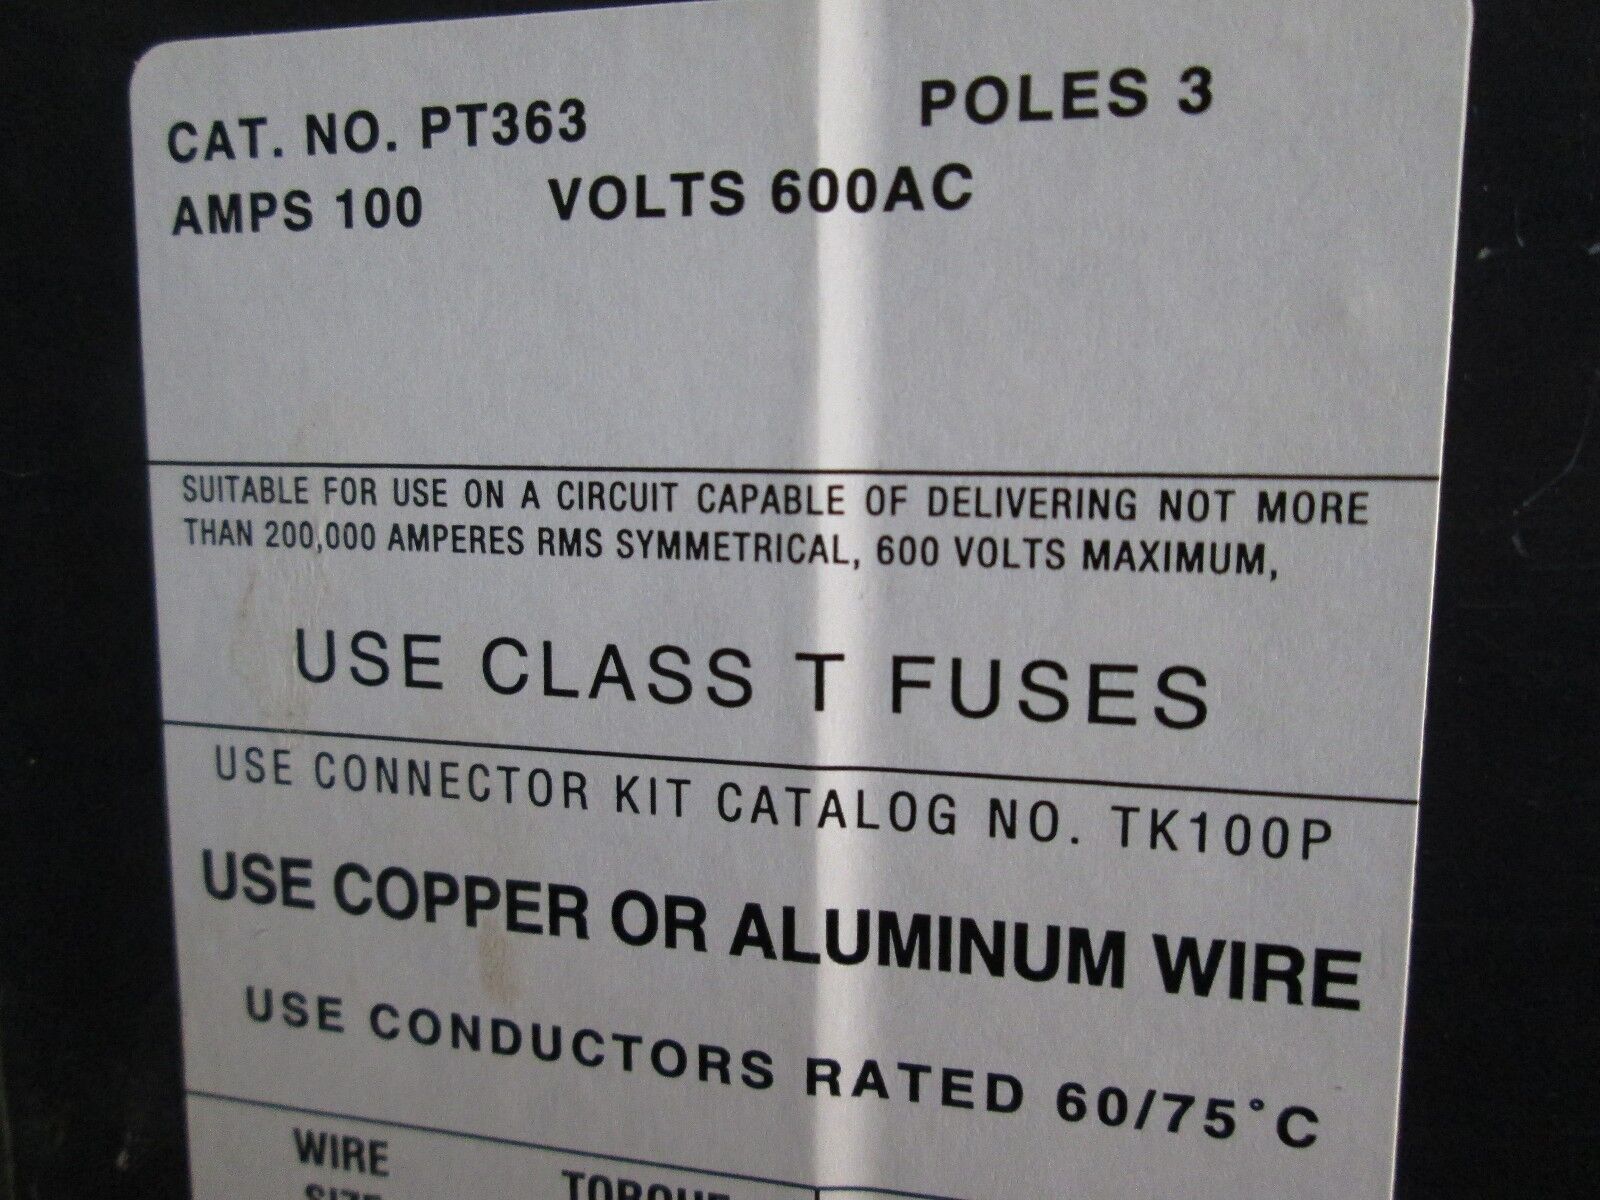 CAT. NO. PT363 POLES 3
AMPS 100 VOLTS 600AC
SUITABLE FOR USE ON A CIRCUIT CAPABLE OF DELIVERING NOT MORE
THAN 200,000 AMPERES RMS SYMMETRICAL, 600 VOLTS MAXIMUM,
USE CLASS T FUSES
USE CONNECTOR KIT CATALOG NO. TK100P
USE COPPER OR ALUMINUM WIRE
USE CONDUCTORS RATED 60/75°C
WIRE
SIZE TORQUE